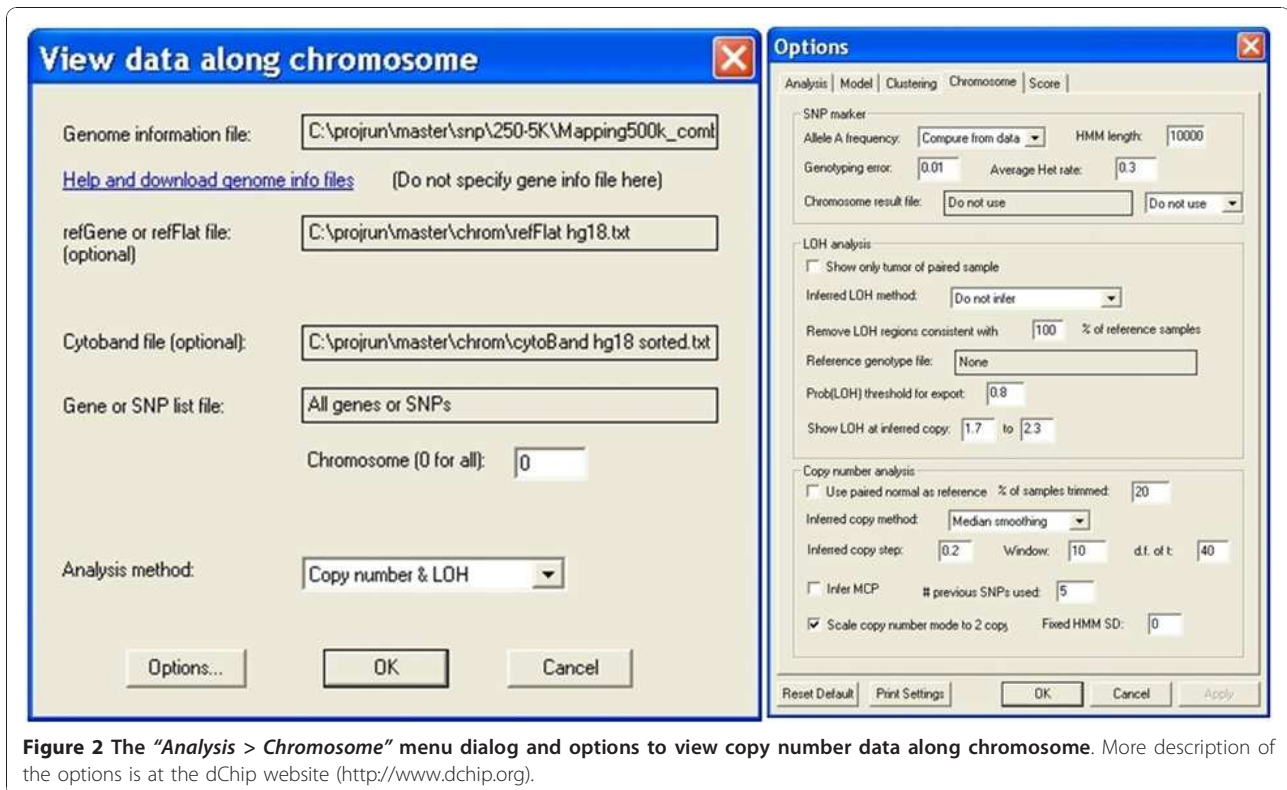 View data along chromosome
Genome information file:
C:\projrun\master\snp\250-5K\Mapping500k_comb
Help and download genome info files (Do not specify gene info file here)
refGene or refFlat file:
(optional)
C:\projrun\master\chrom\refFlat hg18.txt
Cytoband file (optional):
C:\projrun\master\chrom\cytoBand hg18 sorted.txt
Gene or SNP list file:
All genes or SNPs
Chromosome (0 for all): 0
Analysis method: Copy number & LOH
Options... OK Cancel
Options
Analysis Model Clustering Chromosome Score
SNP marker
Allele A frequency: Compure from data HMM length: 10000
Genotyping error: 0.01 Average Het rate: 0.3
Chromosome result file: Do not use Do not use
LOH analysis
Show only tumor of paired sample
Inferred LOH method: Do not infer
Remove LOH regions consistent with 100 % of reference samples
Reference genotype file: None
Prob(LOH) threshold for export: 0.8
Show LOH at inferred copy: 1.7 to 2.3
Copy number analysis
Use paired normal as reference % of samples trimmed: 20
Inferred copy method: Median smoothing
Inferred copy step: 0.2 Window: 10 d.f. of t: 40
Infer MCP # previous SNPs used: 5
Scale copy number mode to 2 copy Fixed HMM SD: 0
Reset Default Print Settings OK Cancel Apply
Figure 2 The "Analysis > Chromosome" menu dialog and options to view copy number data along chromosome. More description of
the options is at the dChip website (http://www.dchip.org).